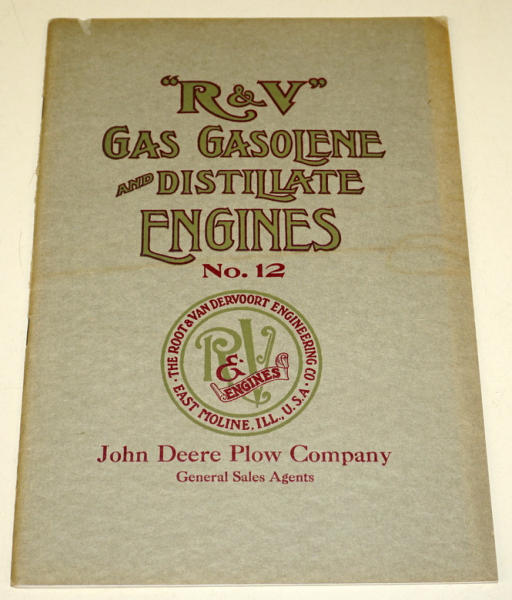 "R & V"
GAS GASOLENE
AND DISTILLATE
ENGINES
No. 12
THE ROOT & VAN DERVOORT ENGINEERING CO.
R & V
ENGINES
EAST MOLINE, ILL., U.S.A.
John Deere Plow Company
General Sales Agents